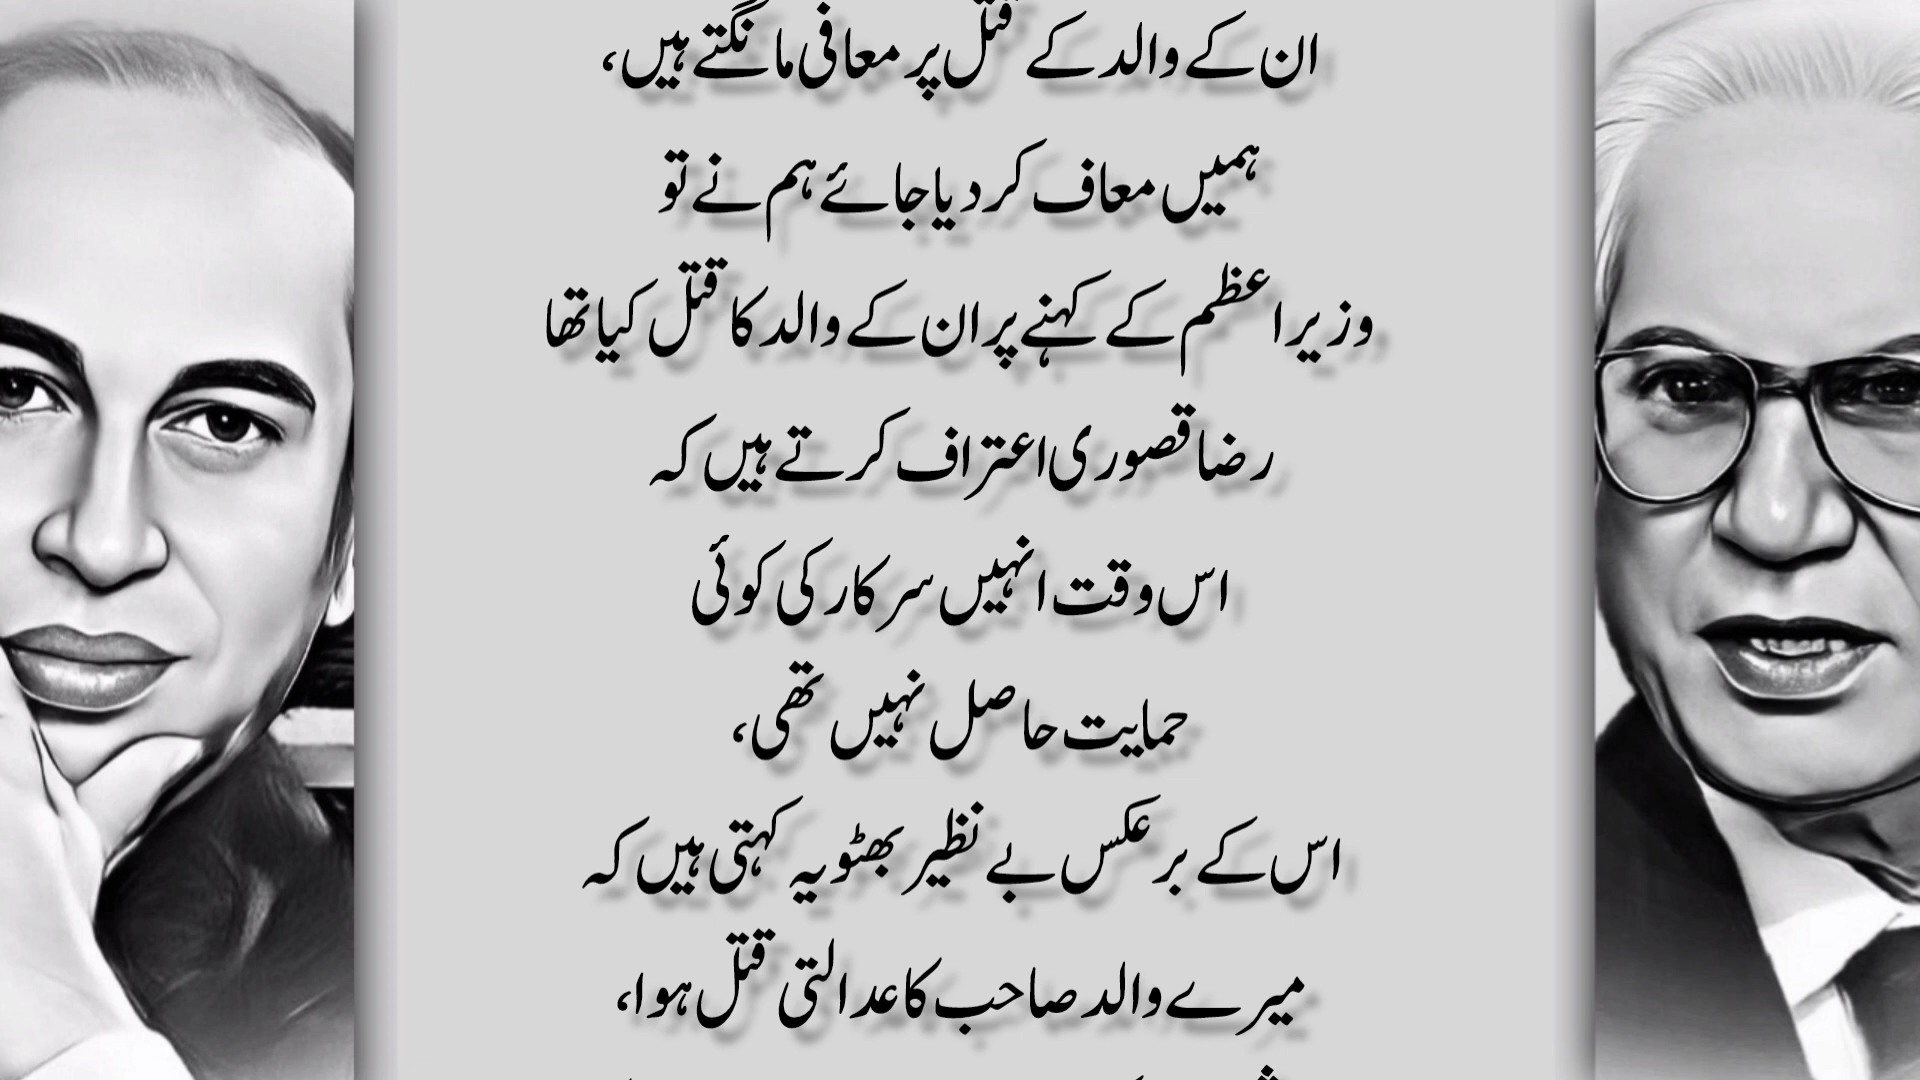 ان کے والد کے قتل پر معافی مانگتے ہیں،
ہمیں معاف کر دیا جائے ہم نے تو
وزیر اعظم کے کہنے پر ان کے والد کا قتل کیا تھا
رضا قصوری اعتراف کرتے ہیں کہ
اس وقت انہیں سرکار کی کوئی
حمایت حاصل نہیں تھی،
اس کے برعکس بے نظیر بھٹو یہ کہتی ہیں کہ
میرے والد صاحب کا عدالتی قتل ہوا،